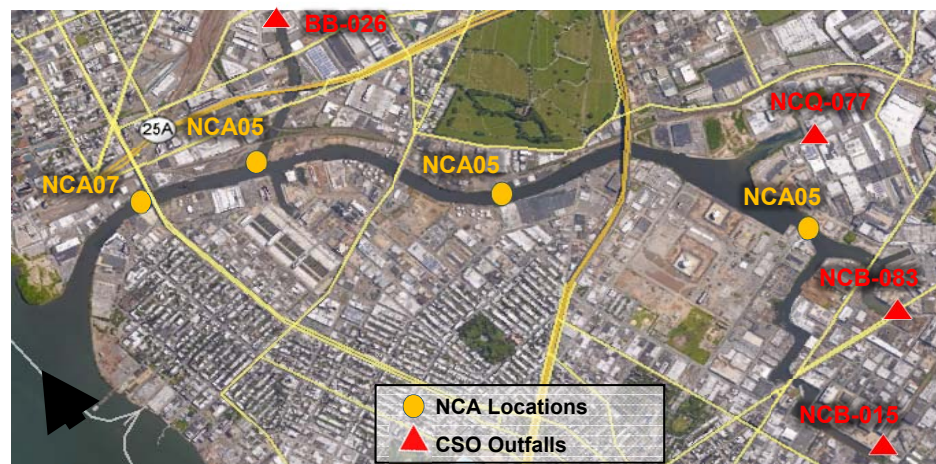 BB-026
NCQ-077
25A
NCA05
NCA07
NCA05
NCA05
NCB-083
NCA Locations
CSO Outfalls
NCB-015